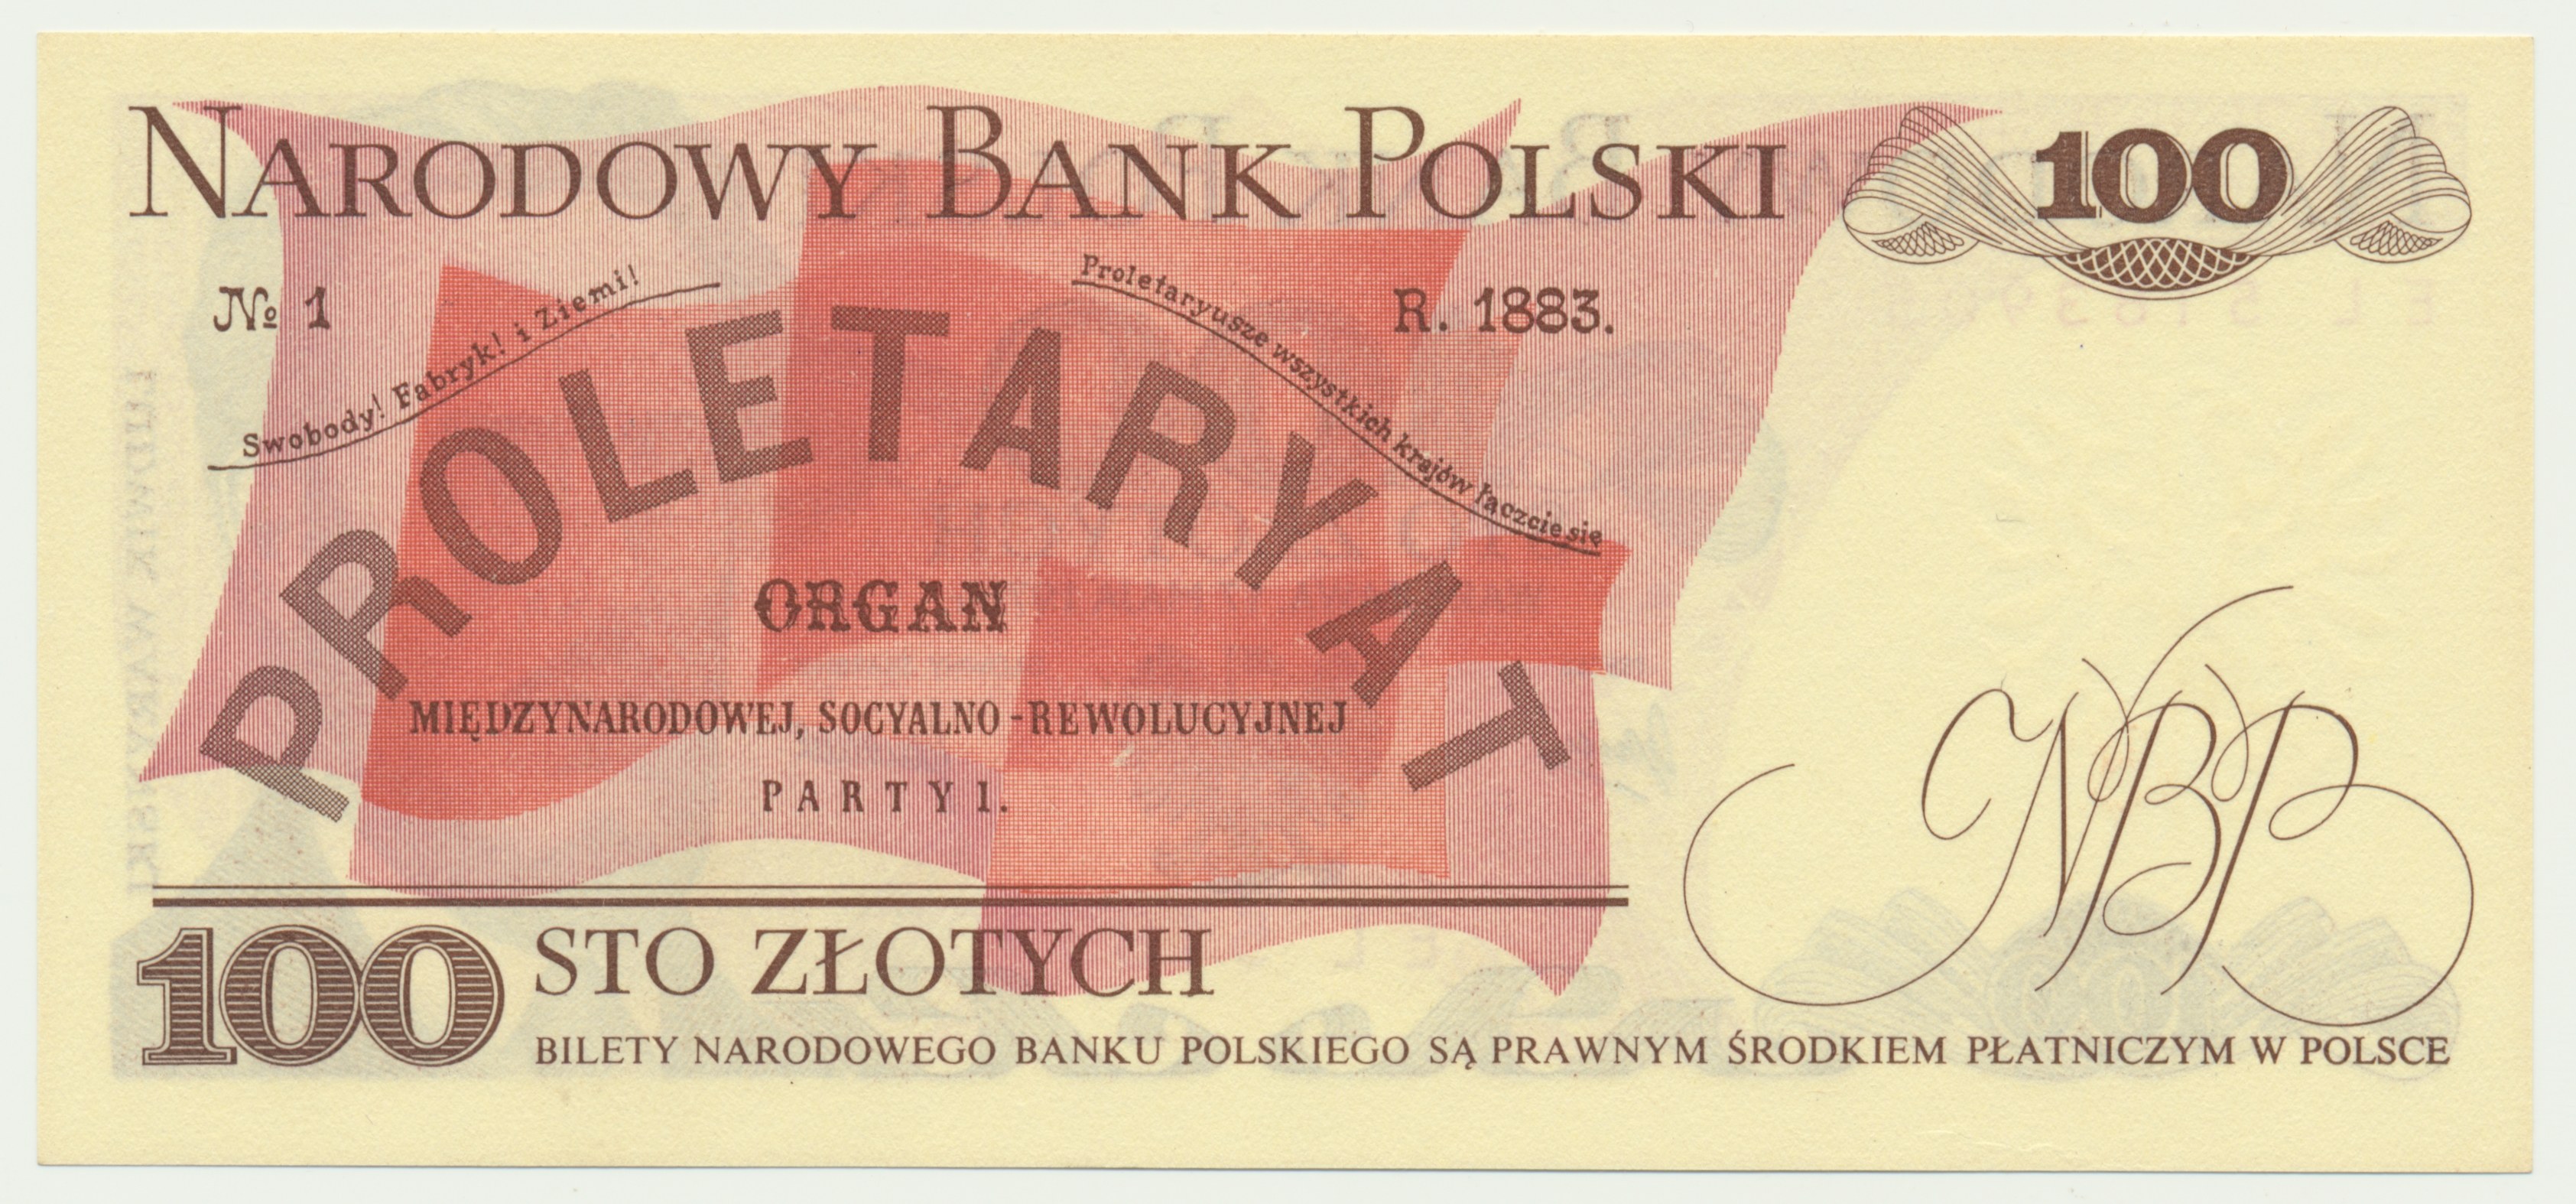 NARODOWY BANK POLSKI
100
№ 1
Swobody! Fabryk! i Ziemi!
Proletaryusze wszystkich krajów łączcie się
R. 1883.
PROLETARYAT
ORGAN
MIĘDZYNARODOWEJ, SOCYALNO-REWOLUCYJNEJ
PARTYI.
NBP
100 STO ZŁOTYCH
BILETY NARODOWEGO BANKU POLSKIEGO SĄ PRAWNYM ŚRODKIEM PŁATNICZYM W POLSCE